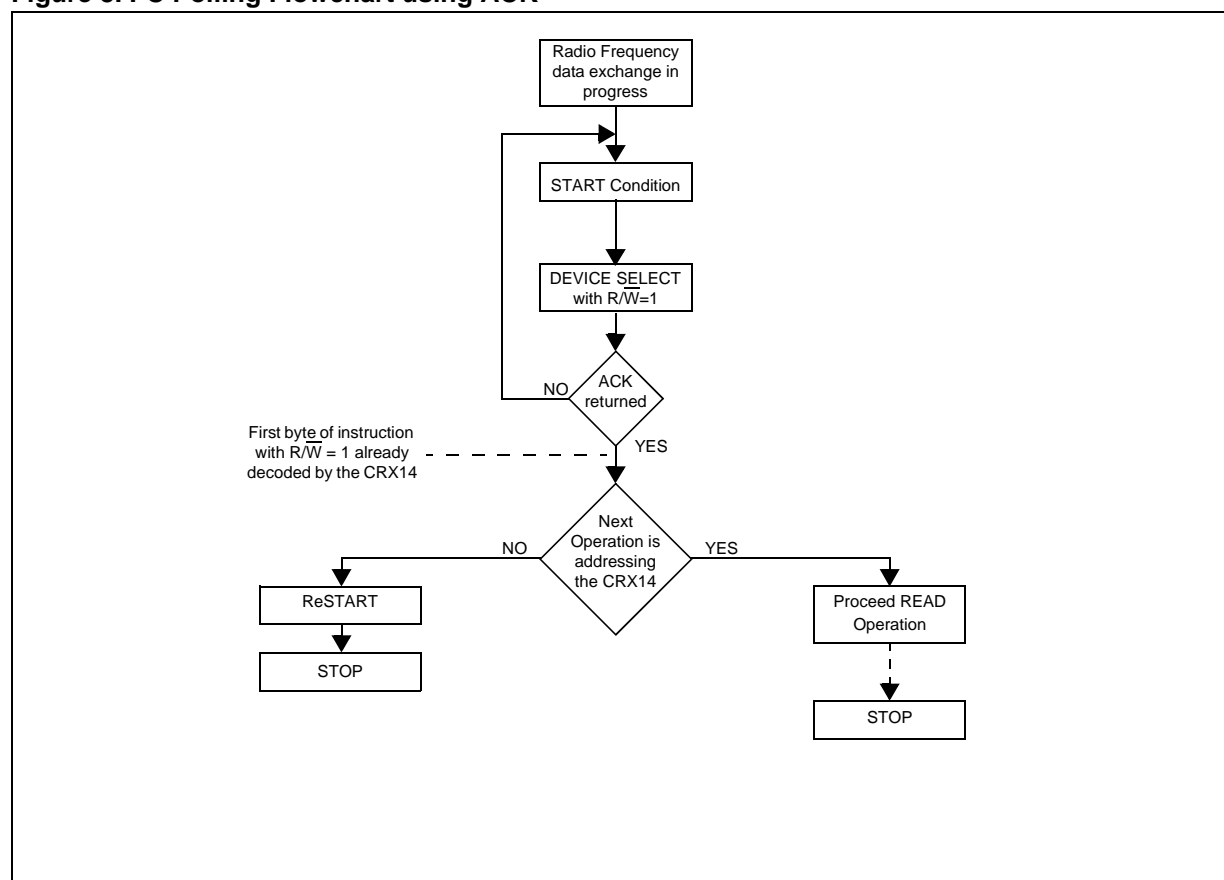 Radio Frequency
data exchange in
progress
START Condition
DEVICE SELECT
with R/W̅=1
ACK
returned
NO
YES
First byte of instruction
with R/W̅ = 1 already
decoded by the CRX14
Next
Operation is
addressing
the CRX14
NO
YES
ReSTART
STOP
Proceed READ
Operation
STOP